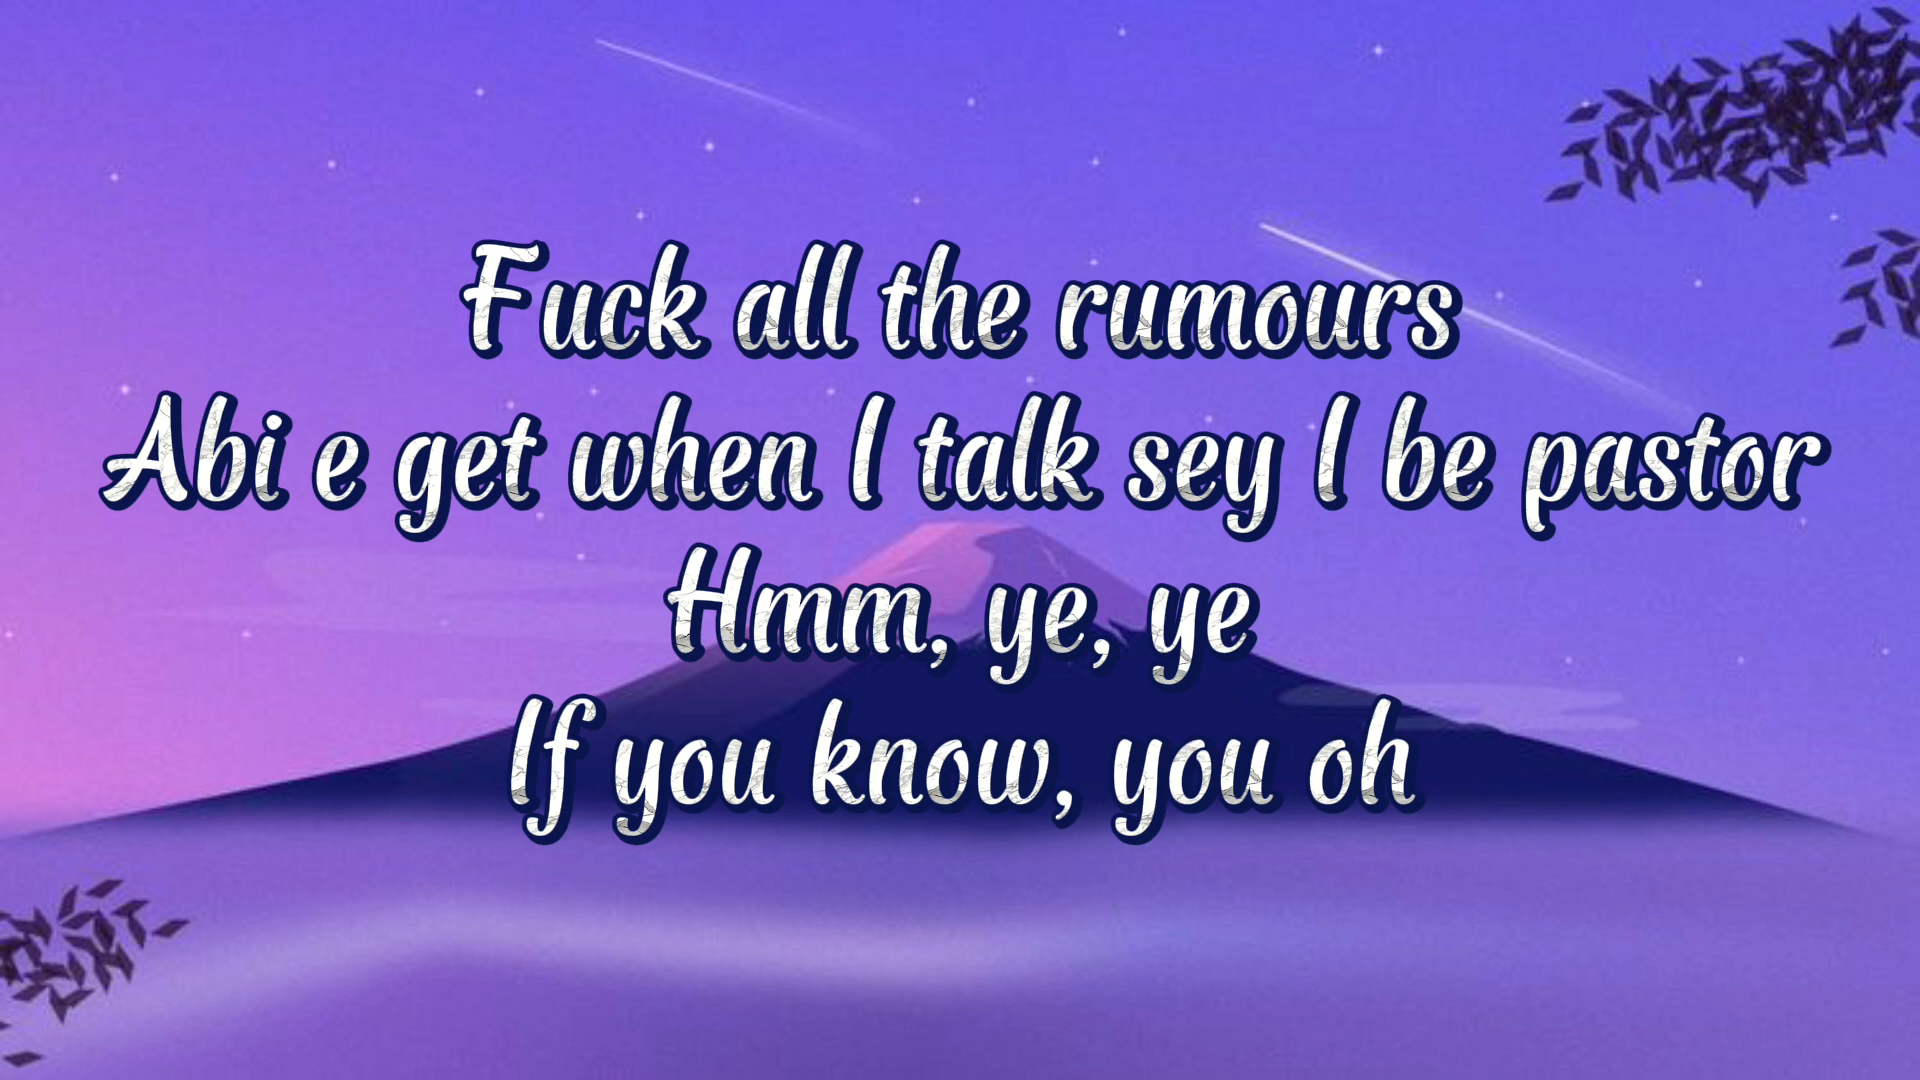 Fuck all the rumours
Abi e get when I talk sey I be pastor
Hmm, ye, ye
If you know, you oh